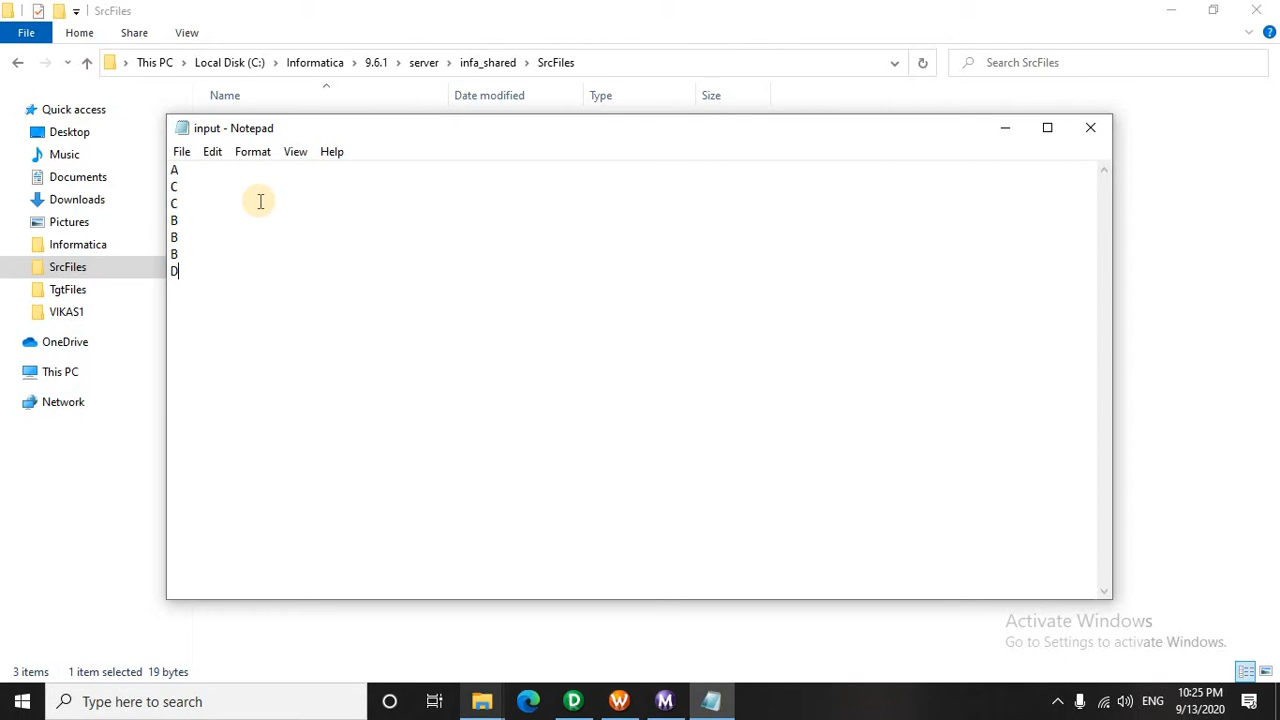 SrcFiles
File Home Share View
This PC Local Disk (C:) Informatica 9.6.1 server infa_shared SrcFiles
Search SrcFiles
Name Date modified Type Size
Quick access
Desktop
Music
Documents
Downloads
Pictures
Informatica
SrcFiles
TgtFiles
VIKAS1
OneDrive
This PC
Network
input - Notepad
File Edit Format View Help
A
C
C
B
B
B
D
Activate Windows
Go to Settings to activate Windows.
3 items 1 item selected 19 bytes
Type here to search
D W M
ENG
10:25 PM
9/13/2020